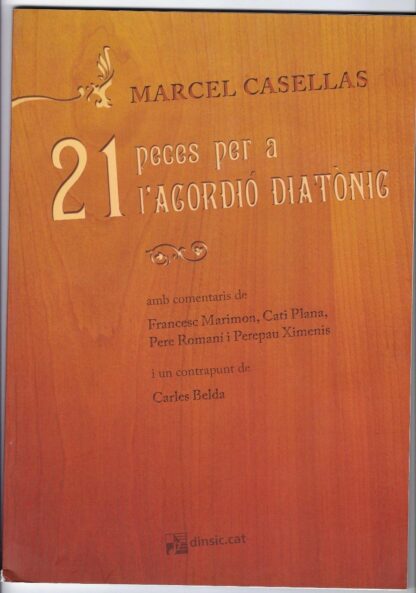 MARCEL CASELLAS
21 peces per a
l'acordió diatònic
amb comentaris de
Francesc Marimon, Cati Plana,
Pere Romaní i Perepau Ximenis
i un contrapunt de
Carles Belda
dinsic.cat